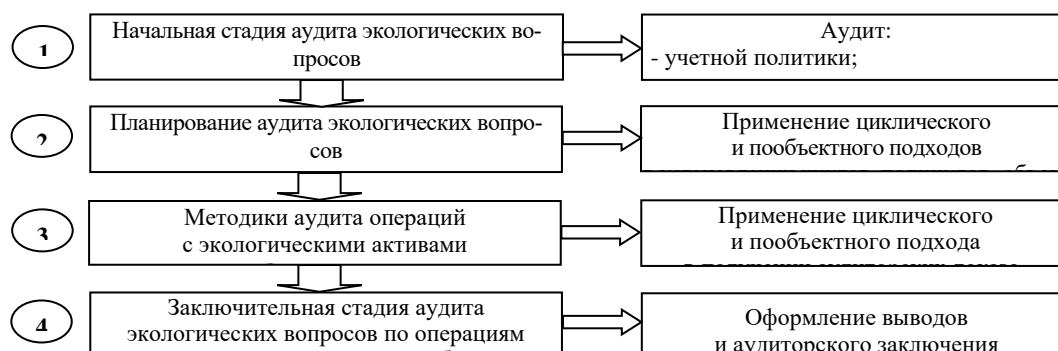 1
Начальная стадия аудита экологических во-
просов
Аудит:
- учетной политики;
2
Планирование аудита экологических вопро-
сов
Применение циклического
и пообъектного подходов
3
Методики аудита операций
с экологическими активами
Применение циклического
и пообъектного подхода
4
Заключительная стадия аудита
экологических вопросов по операциям
Оформление выводов
и аудиторского заключения